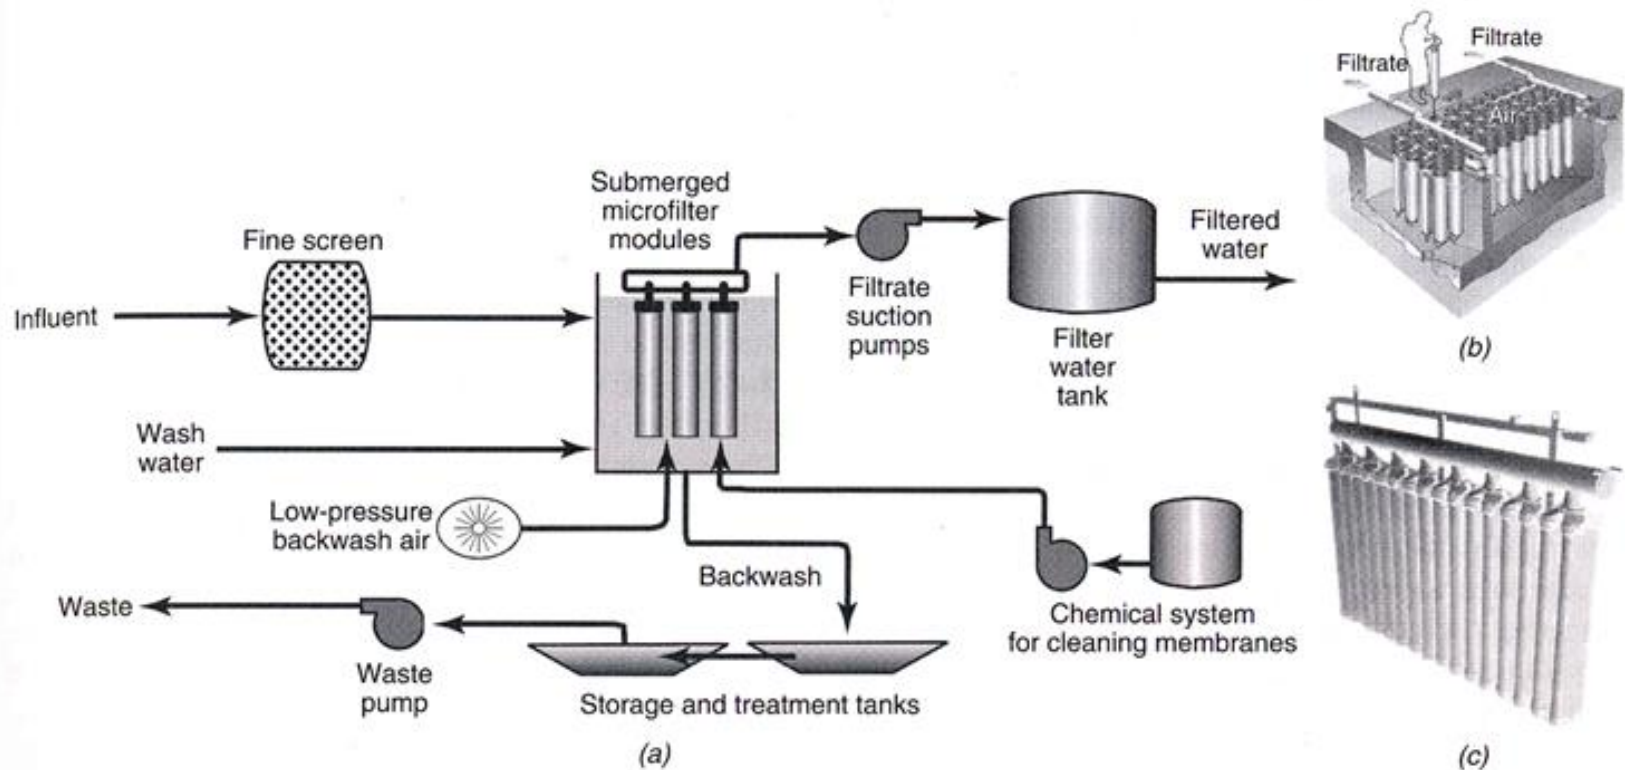 Influent
Fine screen
Submerged
microfilter
modules
Filtrate
suction
pumps
Filter
water
tank
Filtered
water
Wash
water
Low-pressure
backwash air
Backwash
Chemical system
for cleaning membranes
Waste
Waste
pump
Storage and treatment tanks
(a)
Filtrate
Filtrate
Air
(b)
(c)